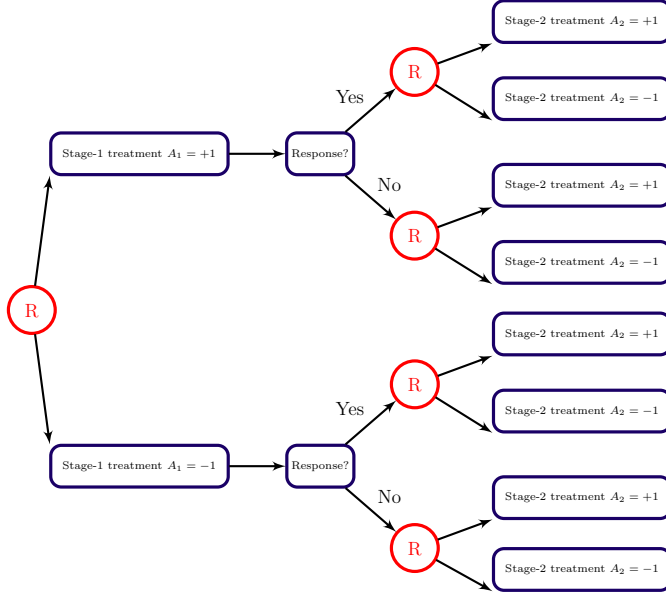 Stage-2 treatment A₂ = +1
R
Yes
Stage-2 treatment A₂ = −1
Stage-1 treatment A₁ = +1
Response?
No
Stage-2 treatment A₂ = +1
R
Stage-2 treatment A₂ = −1
R
Stage-2 treatment A₂ = +1
R
Yes
Stage-2 treatment A₂ = −1
Stage-1 treatment A₁ = −1
Response?
No
Stage-2 treatment A₂ = +1
R
Stage-2 treatment A₂ = −1